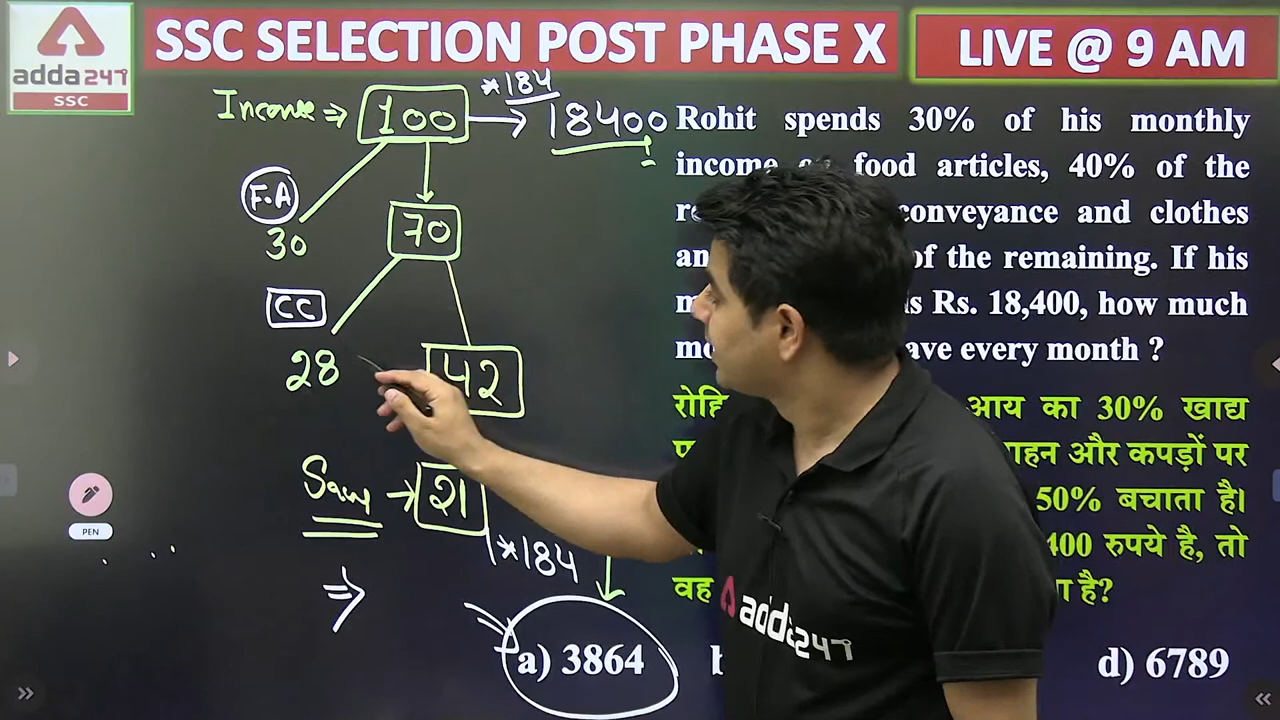 adda247
SSC
SSC SELECTION POST PHASE X
LIVE @ 9 AM
Income ⇒ 100 → 18400
*184
F.A
30
70
CC
28
42
Save → 21
*184
⇒
Rohit spends 30% of his monthly
income food articles, 40% of the
conveyance and clothes
of the remaining. If his
Rs. 18,400, how much
every month ?
आय का 30% खाद्य
और कपड़ों पर
50% बचाता है।
रुपये है, तो
वह है?
a) 3864
d) 6789
PEN
adda247